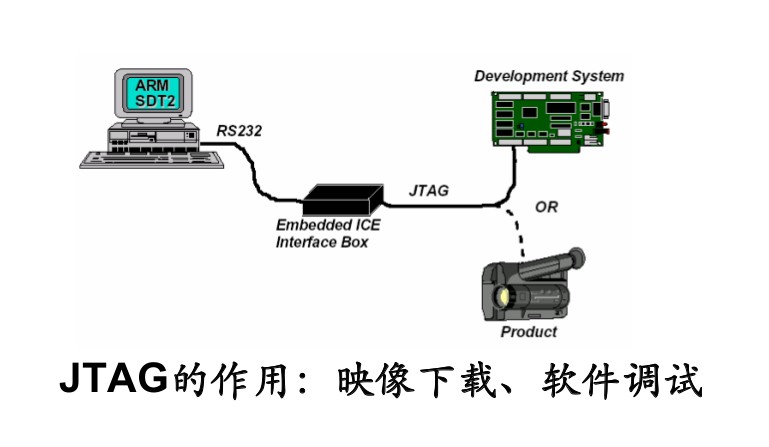 ARM
SDT2
RS232
Development System
JTAG
OR
Embedded ICE
Interface Box
Product
JTAG的作用：映像下载、软件调试